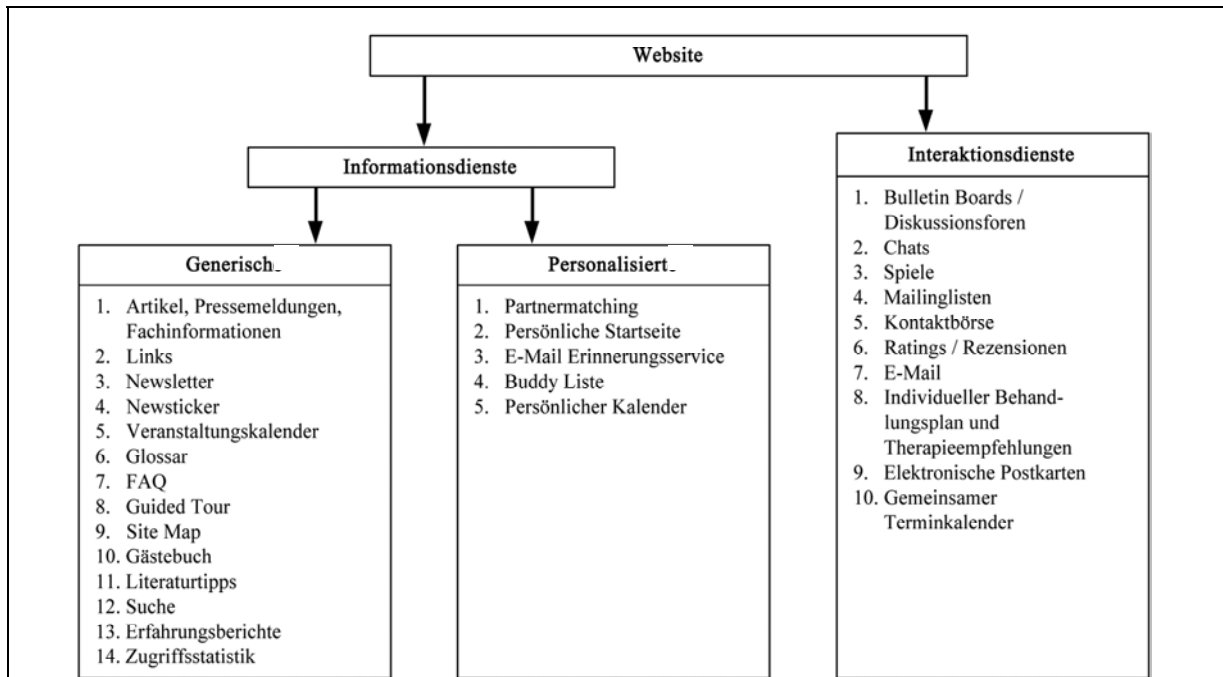 Website
Informationsdienste
Generisch
1. Artikel, Pressemeldungen,
Fachinformationen
2. Links
3. Newsletter
4. Newsticker
5. Veranstaltungskalender
6. Glossar
7. FAQ
8. Guided Tour
9. Site Map
10. Gästebuch
11. Literaturtipps
12. Suche
13. Erfahrungsberichte
14. Zugriffsstatistik
Personalisiert
1. Partnermatching
2. Persönliche Startseite
3. E-Mail Erinnerungsservice
4. Buddy Liste
5. Persönlicher Kalender
Interaktionsdienste
1. Bulletin Boards /
Diskussionsforen
2. Chats
3. Spiele
4. Mailinglisten
5. Kontaktbörse
6. Ratings / Rezensionen
7. E-Mail
8. Individueller Behand-
lungsplan und
Therapieempfehlungen
9. Elektronische Postkarten
10. Gemeinsamer
Terminkalender